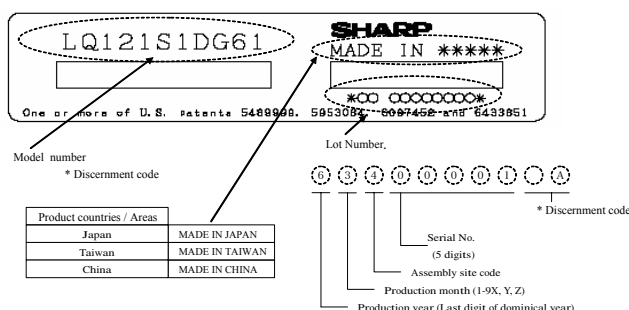 LQ121S1DG61
SHARP
MADE IN *****
*OO OOOOOOOO*
One or more of U.S. patents 5489999. 5953084. 6097452 and 6433851
Lot Number.
Model number
* Discernment code
6 3 4 0 0 0 0 1 A
* Discernment code
Product countries / Areas
Japan MADE IN JAPAN
Taiwan MADE IN TAIWAN
China MADE IN CHINA
Serial No.
(5 digits)
Assembly site code
Production month (1-9X, Y, Z)
Production year (Last digit of dominical year)